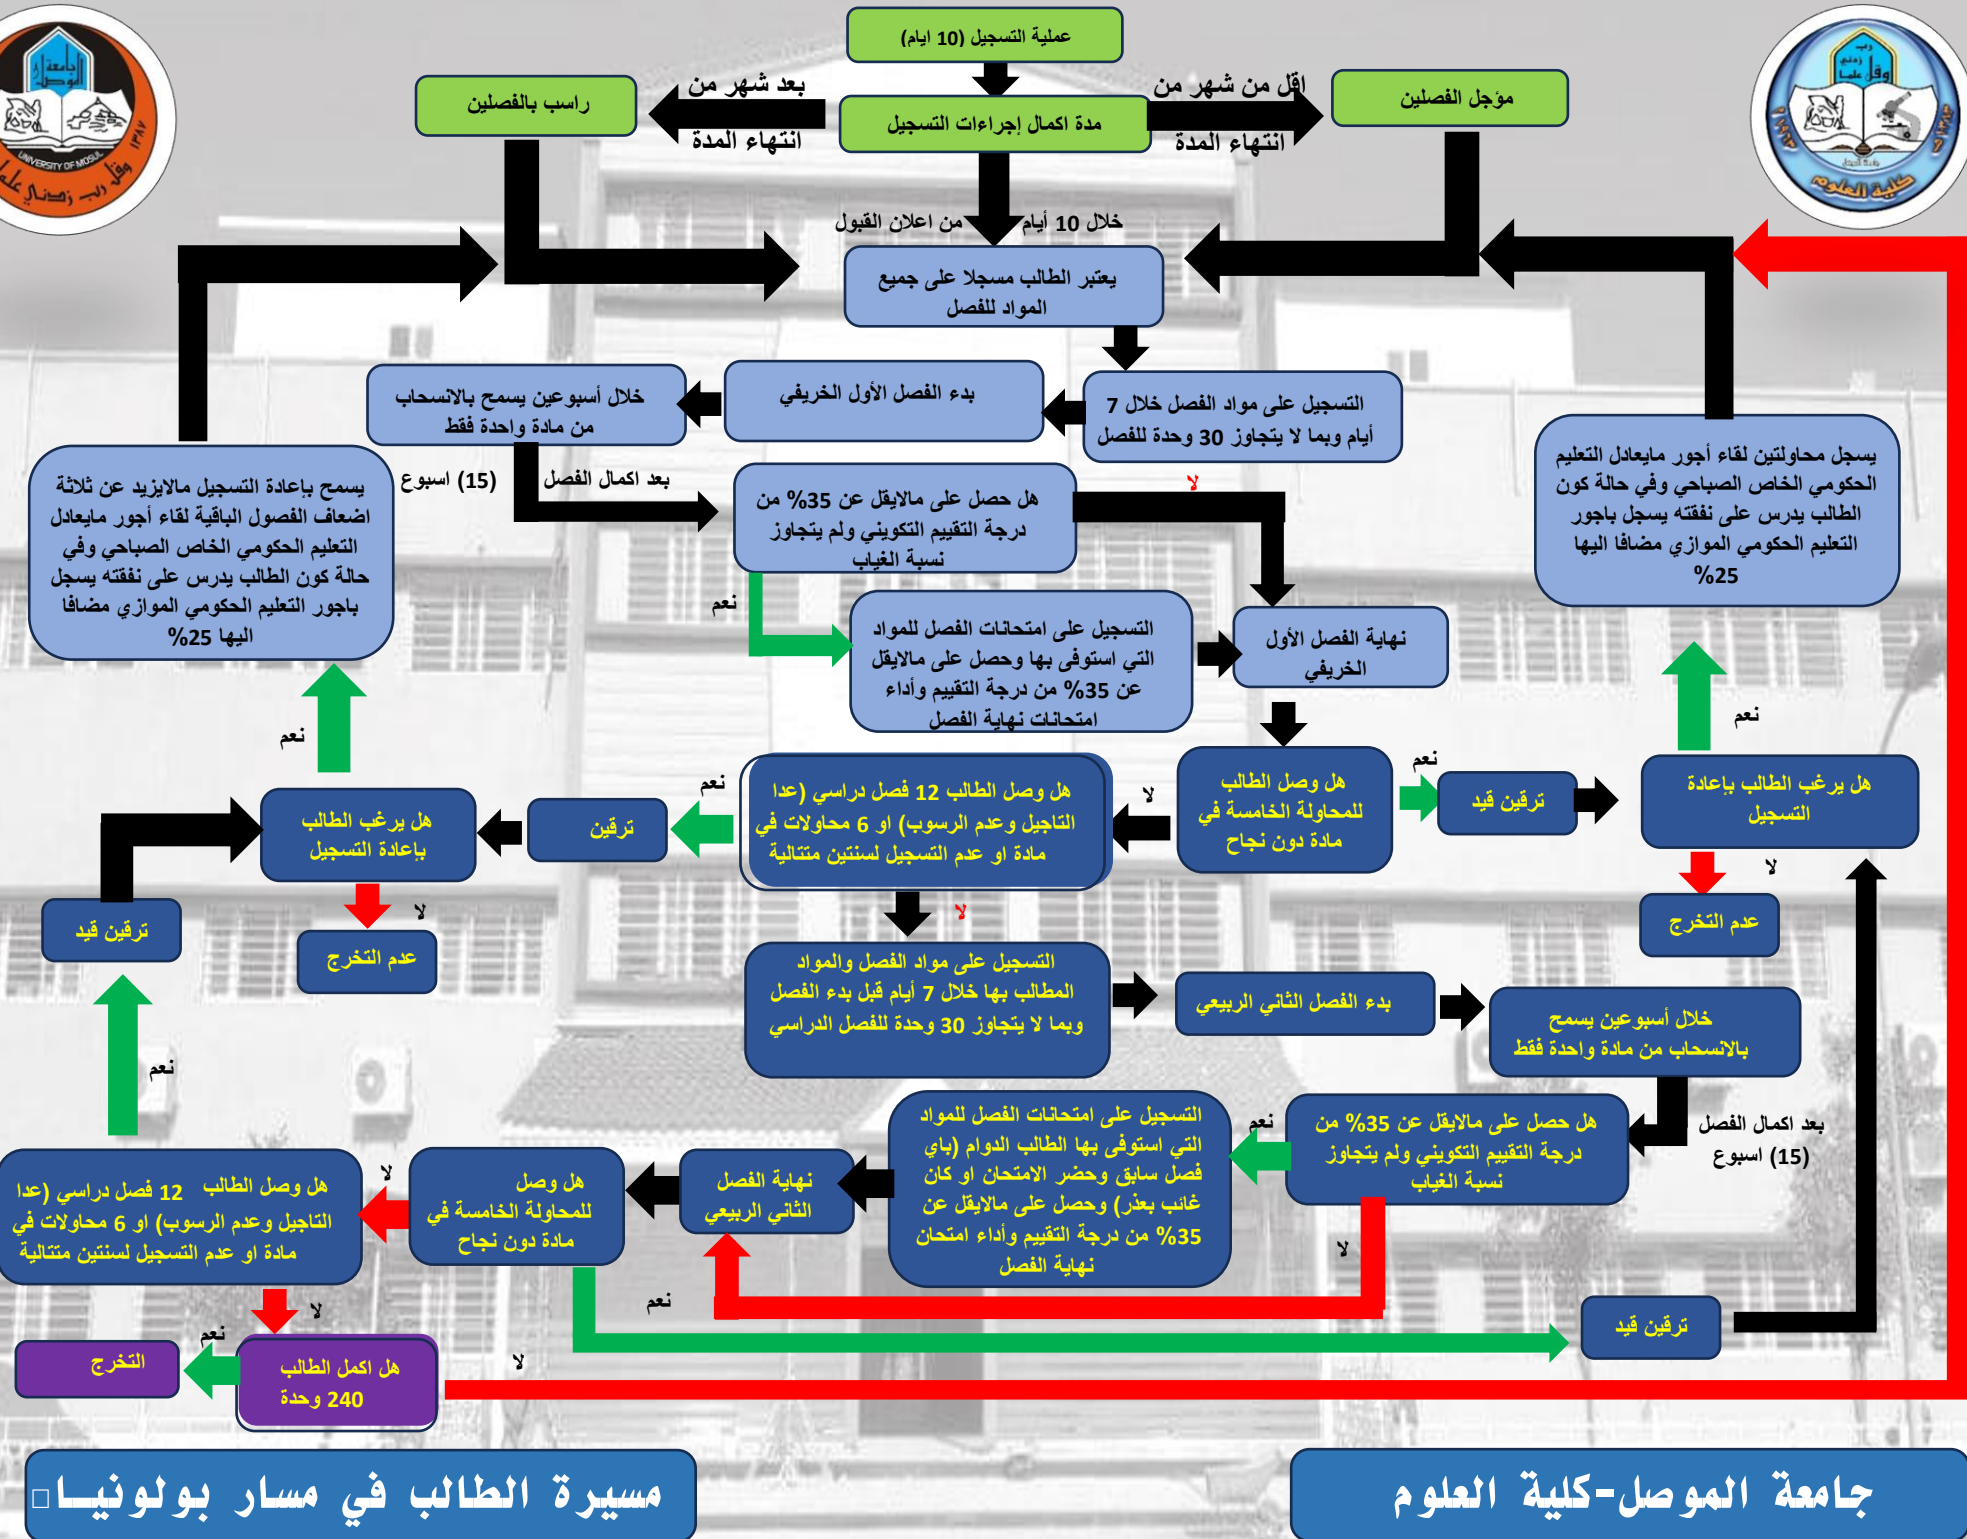 عملية التسجيل (10 ايام)
مؤجل الفصلين
اقل من شهر من
انتهاء المدة
مدة اكمال إجراءات التسجيل
بعد شهر من
انتهاء المدة
راسب بالفصلين
خلال 10 أيام
من اعلان القبول
يعتبر الطالب مسجلا على جميع
المواد للفصل
التسجيل على مواد الفصل خلال 7
أيام وبما لا يتجاوز 30 وحدة للفصل
بدء الفصل الأول الخريفي
خلال أسبوعين يسمح بالانسحاب
من مادة واحدة فقط
بعد اكمال الفصل
(15) اسبوع
هل حصل على مالايقل عن 35% من
درجة التقييم التكويني ولم يتجاوز
نسبة الغياب
لا
نعم
التسجيل على امتحانات الفصل للمواد
التي استوفى بها وحصل على مالايقل
عن 35% من درجة التقييم وأداء
امتحانات نهاية الفصل
نهاية الفصل الأول
الخريفي
يسجل محاولتين لقاء أجور مايعادل التعليم
الحكومي الخاص الصباحي وفي حالة كون
الطالب يدرس على نفقته يسجل باجور
التعليم الحكومي الموازي مضافا اليها
25%
يسمح بإعادة التسجيل مالايزيد عن ثلاثة
اضعاف الفصول الباقية لقاء أجور مايعادل
التعليم الحكومي الخاص الصباحي وفي
حالة كون الطالب يدرس على نفقته يسجل
باجور التعليم الحكومي الموازي مضافا
اليها 25%
نعم
نعم
هل يرغب الطالب بإعادة
التسجيل
ترقين قيد
نعم
هل وصل الطالب
للمحاولة الخامسة في
مادة دون نجاح
لا
هل وصل الطالب 12 فصل دراسي (عدا
التاجيل وعدم الرسوب) او 6 محاولات في
مادة او عدم التسجيل لسنتين متتالية
نعم
ترقين
هل يرغب الطالب
بإعادة التسجيل
لا
عدم التخرج
لا
عدم التخرج
ترقين قيد
لا
التسجيل على مواد الفصل والمواد
المطالب بها خلال 7 أيام قبل بدء الفصل
وبما لا يتجاوز 30 وحدة للفصل الدراسي
بدء الفصل الثاني الربيعي
خلال أسبوعين يسمح
بالانسحاب من مادة واحدة فقط
بعد اكمال الفصل
(15) اسبوع
هل حصل على مالايقل عن 35% من
درجة التقييم التكويني ولم يتجاوز
نسبة الغياب
نعم
لا
التسجيل على امتحانات الفصل للمواد
التي استوفى بها الطالب الدوام (باي
فصل سابق وحضر الامتحان او كان
غائب بعذر) وحصل على مالايقل عن
35% من درجة التقييم وأداء امتحان
نهاية الفصل
نهاية الفصل
الثاني الربيعي
هل وصل
للمحاولة الخامسة في
مادة دون نجاح
لا
نعم
هل وصل الطالب 12 فصل دراسي (عدا
التاجيل وعدم الرسوب) او 6 محاولات في
مادة او عدم التسجيل لسنتين متتالية
نعم
لا
ترقين قيد
هل اكمل الطالب
240 وحدة
نعم
لا
التخرج
جامعة الموصل-كلية العلوم
مسيرة الطالب في مسار بولونيا
جامعة
الموصل
UNIVERSITY OF MOSUL
وقل رب زدني علما
١٣٨٧
رب
زدني
وقل
علما
جامعة الموصل
كلية العلوم